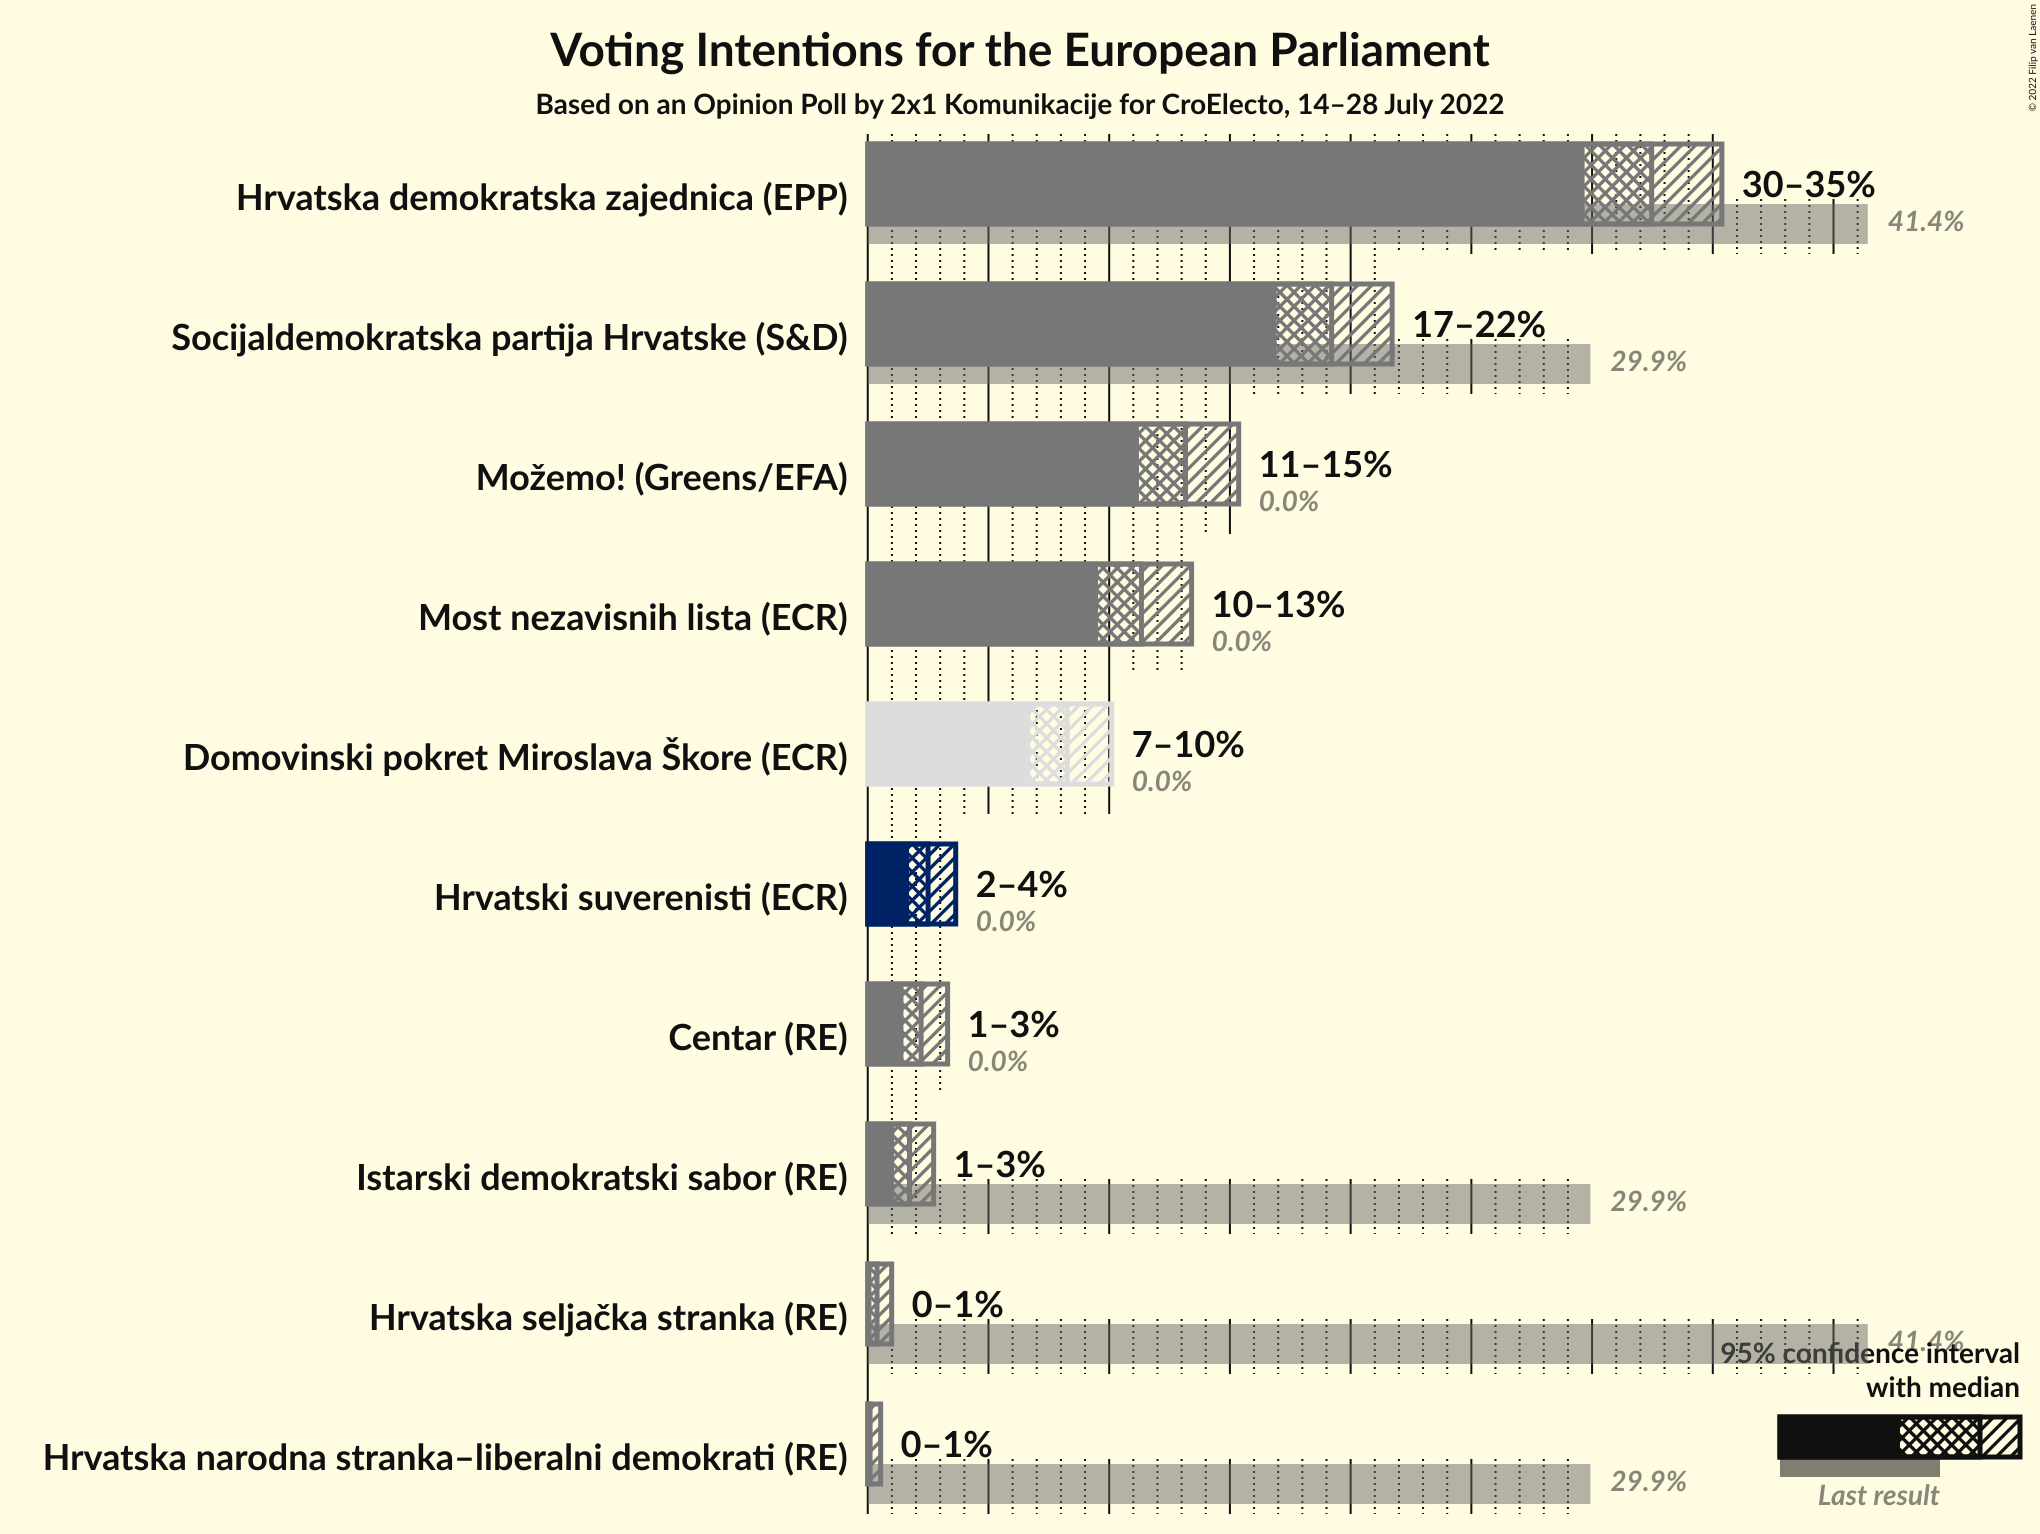 Voting Intentions for the European Parliament
Based on an Opinion Poll by 2x1 Komunikacije for CroElecto, 14–28 July 2022
© 2022 Filip van Laenen
Hrvatska demokratska zajednica (EPP)
30–35%
41.4%
Socijaldemokratska partija Hrvatske (S&D)
17–22%
29.9%
Možemo! (Greens/EFA)
11–15%
0.0%
Most nezavisnih lista (ECR)
10–13%
0.0%
Domovinski pokret Miroslava Škore (ECR)
7–10%
0.0%
Hrvatski suverenisti (ECR)
2–4%
0.0%
Centar (RE)
1–3%
0.0%
Istarski demokratski sabor (RE)
1–3%
29.9%
Hrvatska seljačka stranka (RE)
0–1%
41.4%
Hrvatska narodna stranka–liberalni demokrati (RE)
0–1%
29.9%
95% confidence interval
with median
Last result